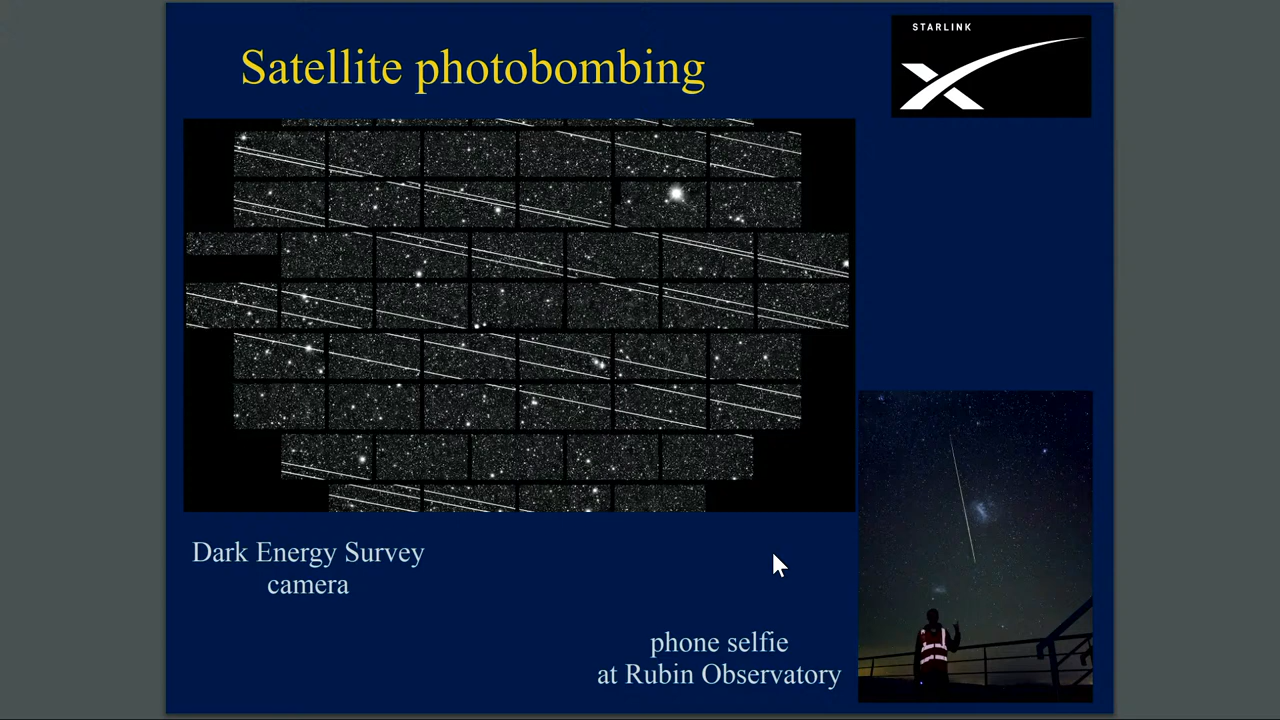 Satellite photobombing
STARLINK
Dark Energy Survey
camera
phone selfie
at Rubin Observatory